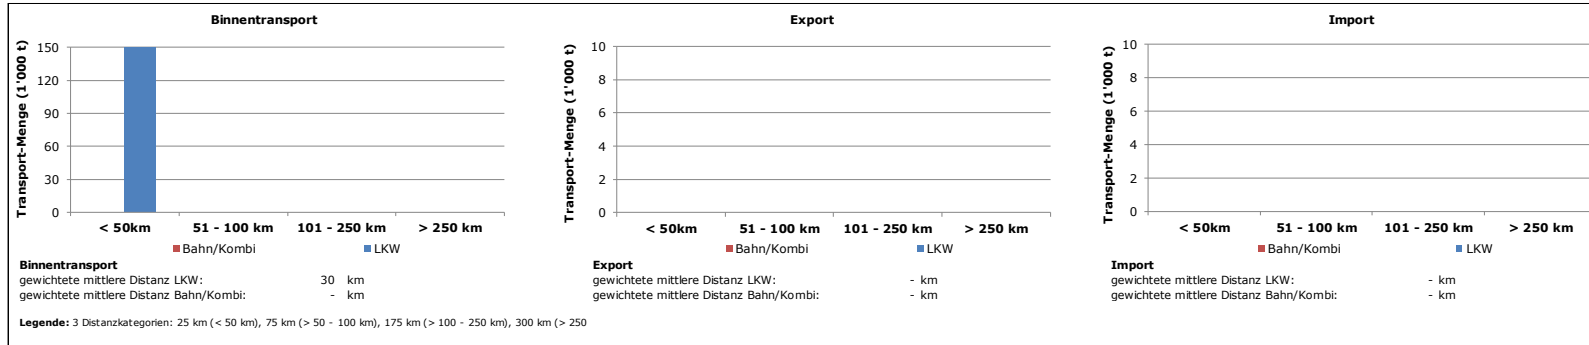 Binnentransport
Transport-Menge (1'000 t)
150
120
90
60
30
0
< 50km 51 - 100 km 101 - 250 km > 250 km
Bahn/Kombi LKW
Binnentransport
gewichtete mittlere Distanz LKW: 30 km
gewichtete mittlere Distanz Bahn/Kombi: - km
Export
Transport-Menge (1'000 t)
10
8
6
4
2
0
< 50km 51 - 100 km 101 - 250 km > 250 km
Bahn/Kombi LKW
Export
gewichtete mittlere Distanz LKW: - km
gewichtete mittlere Distanz Bahn/Kombi: - km
Import
Transport-Menge (1'000 t)
10
8
6
4
2
0
< 50km 51 - 100 km 101 - 250 km > 250 km
Bahn/Kombi LKW
Import
gewichtete mittlere Distanz LKW: - km
gewichtete mittlere Distanz Bahn/Kombi: - km
Legende: 3 Distanzkategorien: 25 km (< 50 km), 75 km (> 50 - 100 km), 175 km (> 100 - 250 km), 300 km (> 250